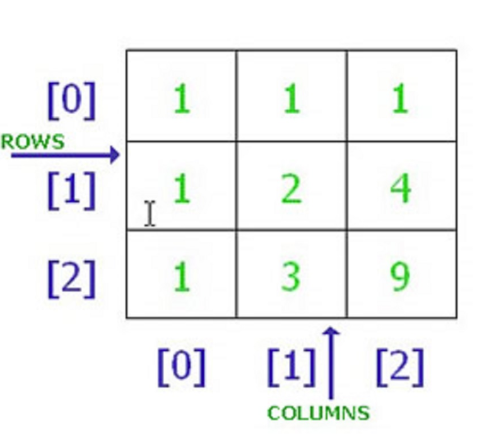 [0] 1 1 1
ROWS
[1] 1 2 4
[2] 1 3 9
[0] [1] [2]
COLUMNS